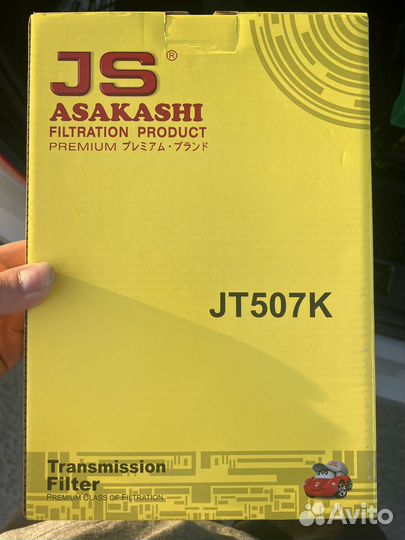 JS®
ASAKASHI
FILTRATION PRODUCT
PREMIUM プレミアム・ブランド
JT507K
Transmission
Filter
PREMIUM CLASS OF FILTRATION
Avito